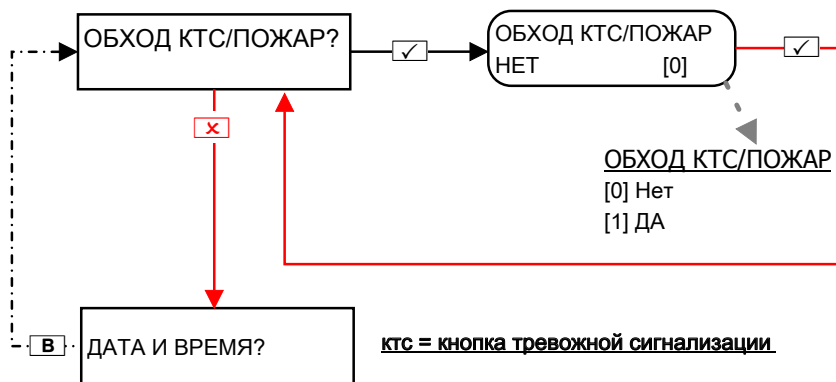 ОБХОД КТС/ПОЖАР?
✓
ОБХОД КТС/ПОЖАР
НЕТ [0]
✓
x
ОБХОД КТС/ПОЖАР
[0] Нет
[1] ДА
B
ДАТА И ВРЕМЯ?
ктс = кнопка тревожной сигнализации